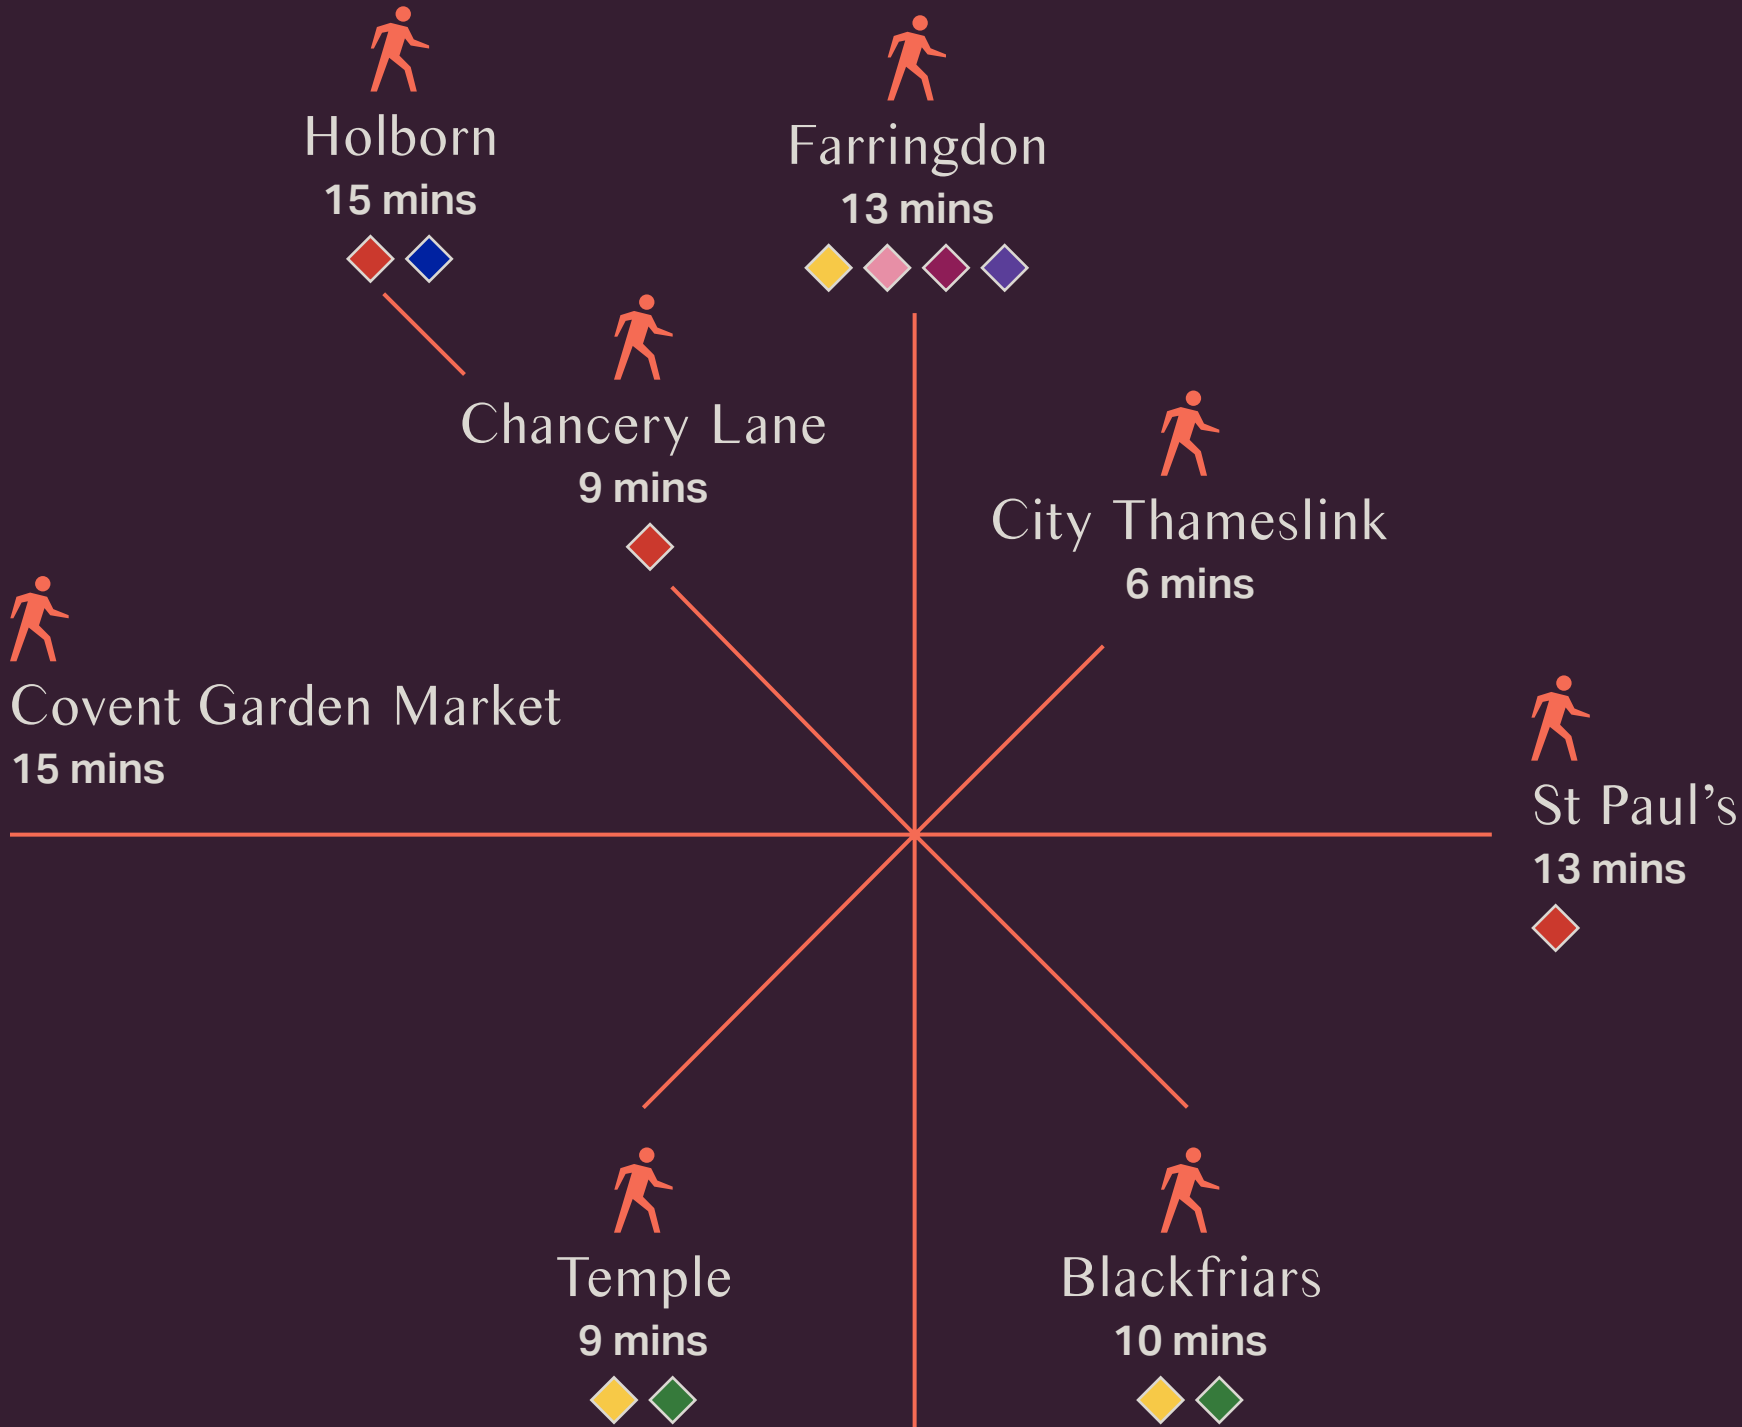 Holborn
15 mins
Farringdon
13 mins
Chancery Lane
9 mins
City Thameslink
6 mins
Covent Garden Market
15 mins
St Paul’s
13 mins
Temple
9 mins
Blackfriars
10 mins